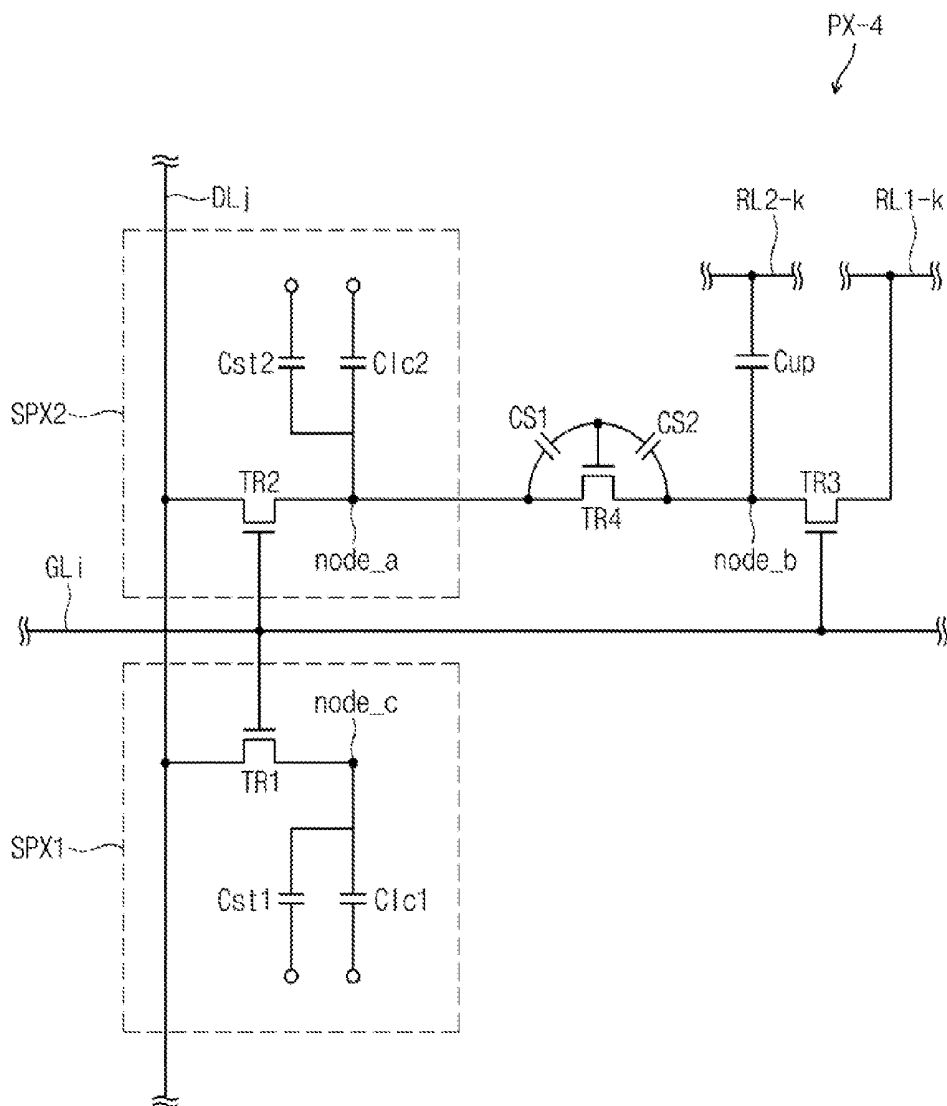 PX-4
DLj
RL2-k
RL1-k
Cst2
Clc2
Cup
SPX2
CS1
CS2
TR2
TR4
TR3
node_a
node_b
GLi
node_c
TR1
SPX1
Cst1
Clc1